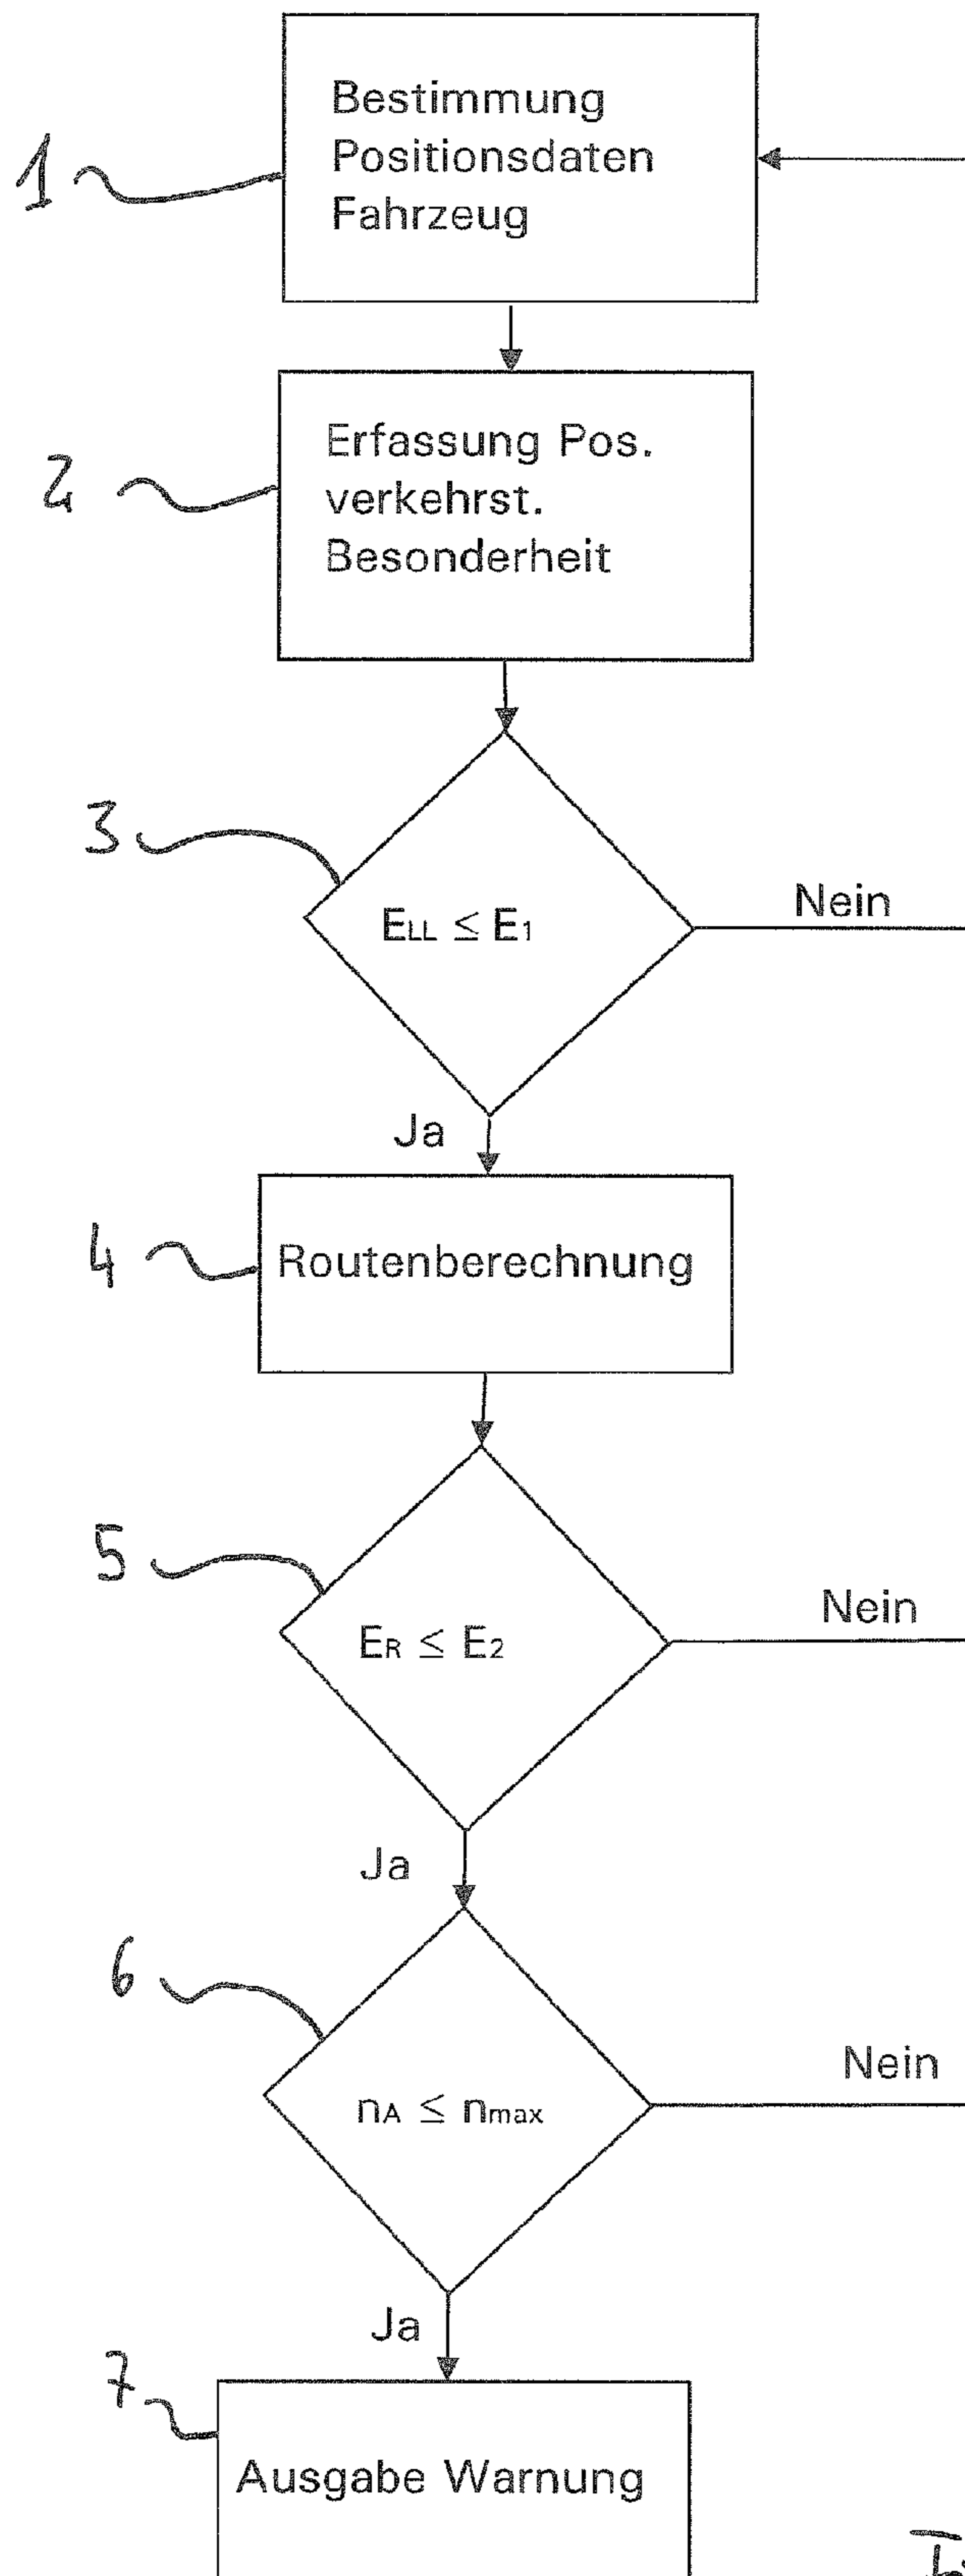 1
Bestimmung
Positionsdaten
Fahrzeug
2
Erfassung Pos.
verkehrst.
Besonderheit
3
ELL ≤ E1
Nein
Ja
4
Routenberechnung
5
ER ≤ E2
Nein
Ja
6
nA ≤ nmax
Nein
Ja
7
Ausgabe Warnung